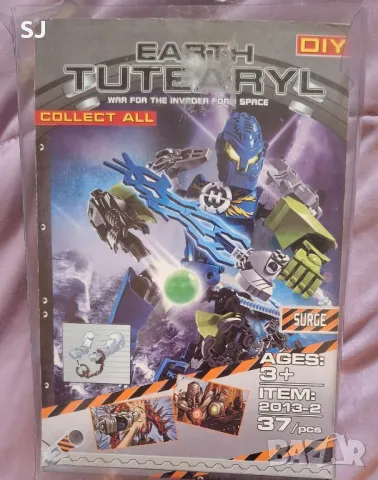 SJ
EARTH
DIY
TUTEARYL
WAR FOR THE INVADER FOR SPACE
COLLECT ALL
SURGE
AGES:
3+
ITEM:
2013-2
37/pcs
BAZAR